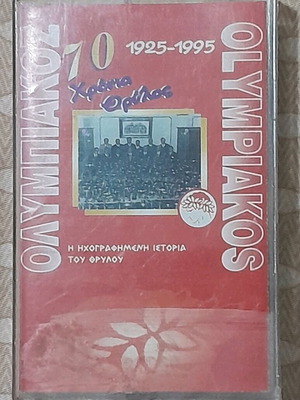 ΟΛΥΜΠΙΑΚΟΣ
70 1925-1995
Χρόνια
Θρύλος
OLYMPIAKOS
Η ΗΧΟΓΡΑΦΗΜΕΝΗ ΙΣΤΟΡΙΑ
ΤΟΥ ΘΡΥΛΟΥ